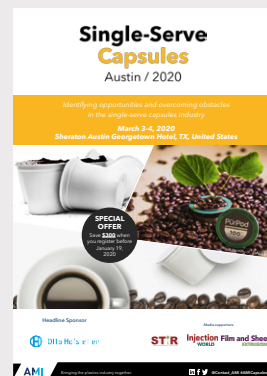 Single-Serve
Capsules
Austin / 2020
Identifying opportunities and overcoming obstacles
in the single-serve capsules industry
March 3-4, 2020
Sheraton Austin Georgetown Hotel, TX, United States
SPECIAL
OFFER
Save $300 when
you register before
January 19,
2020
PürPod
100
Headline Sponsor
Media supporters
STiR
Injection
WORLD
Film and Sheet
AMI
Bringing the plastics industry together
@Contact_AMI #AMICapsules